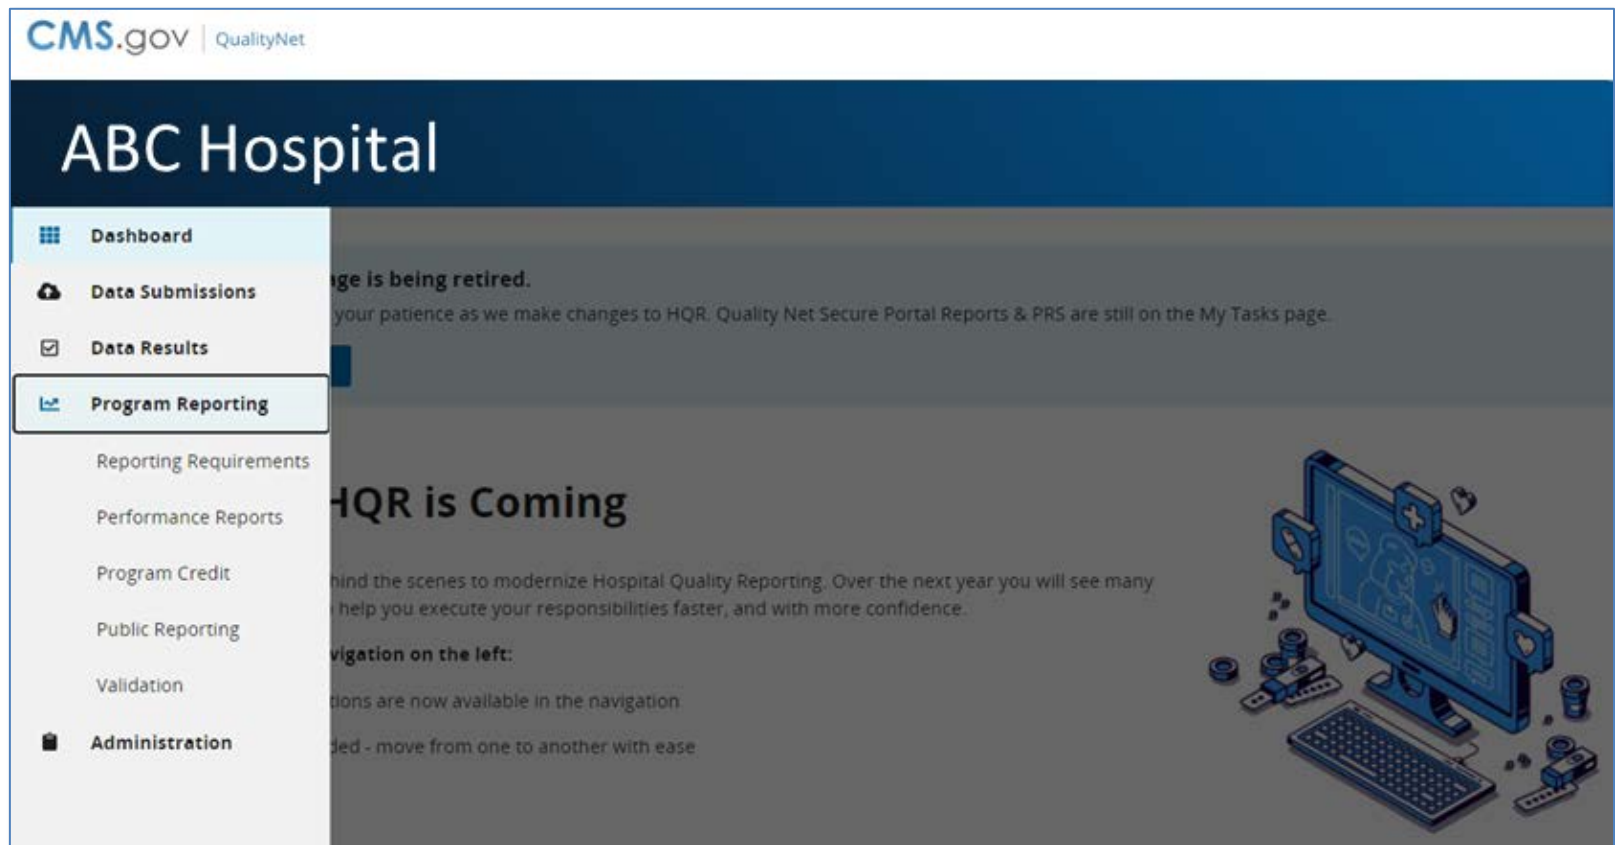 CMS.gov | QualityNet
ABC Hospital
Dashboard
Data Submissions
Data Results
Program Reporting
Reporting Requirements
Performance Reports
Program Credit
Public Reporting
Validation
Administration
age is being retired.
your patience as we make changes to HQR. Quality Net Secure Portal Reports & PRS are still on the My Tasks page.
HQR is Coming
hind the scenes to modernize Hospital Quality Reporting. Over the next year you will see many
help you execute your responsibilities faster, and with more confidence.
vigation on the left:
tions are now available in the navigation
ded - move from one to another with ease